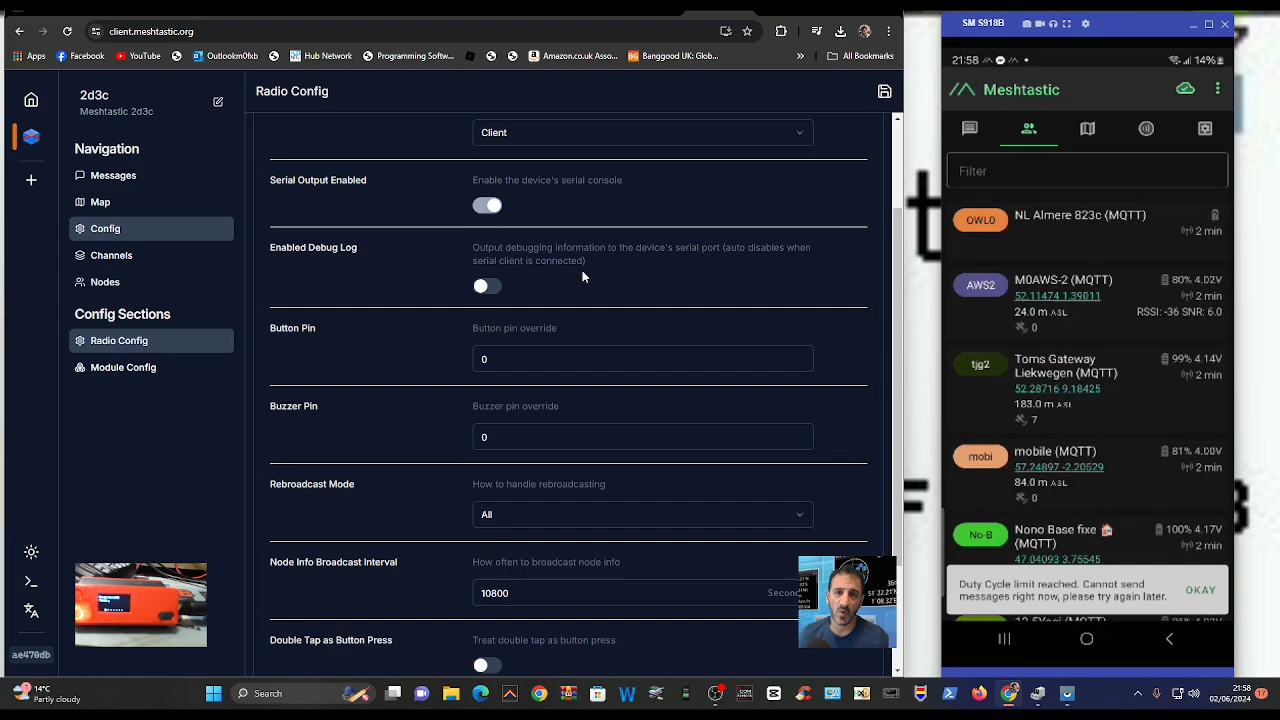 client.meshtastic.org
Apps
Facebook
YouTube
OutlookMob
Hub Network
Programming Softw...
Amazon.co.uk Asso...
Banggood UK: Glob...
All Bookmarks
2d3c
Meshtastic 2d3c
Navigation
Messages
Map
Config
Channels
Nodes
Config Sections
Radio Config
Module Config
ae470db
Radio Config
Client
Serial Output Enabled
Enable the device's serial console
Enabled Debug Log
Output debugging information to the device's serial port (auto disables when
serial client is connected)
Button Pin
Button pin override
0
Buzzer Pin
Buzzer pin override
0
Rebroadcast Mode
How to handle rebroadcasting
All
Node Info Broadcast Interval
How often to broadcast node info
10800
Double Tap as Button Press
Treat double tap as button press
SM S918B
21:58
14%
Meshtastic
Filter
OWL0
NL Almere 823c (MQTT)
2 min
AWS2
M0AWS-2 (MQTT)
80% 4.02V
52.11474 1.39011
2 min
24.0 m ASL
RSSI: -36 SNR: 6.0
0
tjg2
Toms Gateway
Liekwegen (MQTT)
99% 4.14V
2 min
52.28716 9.18425
183.0 m ASL
7
mobi
mobile (MQTT)
81% 4.00V
57.24897 -2.20529
2 min
84.0 m ASL
0
No-B
Nono Base fixe
(MQTT)
100% 4.17V
2 min
47.04093 3.75545
Duty Cycle limit reached. Cannot send
messages right now, please try again later.
OKAY
14°C
Partly cloudy
Search
21:58
02/06/2024